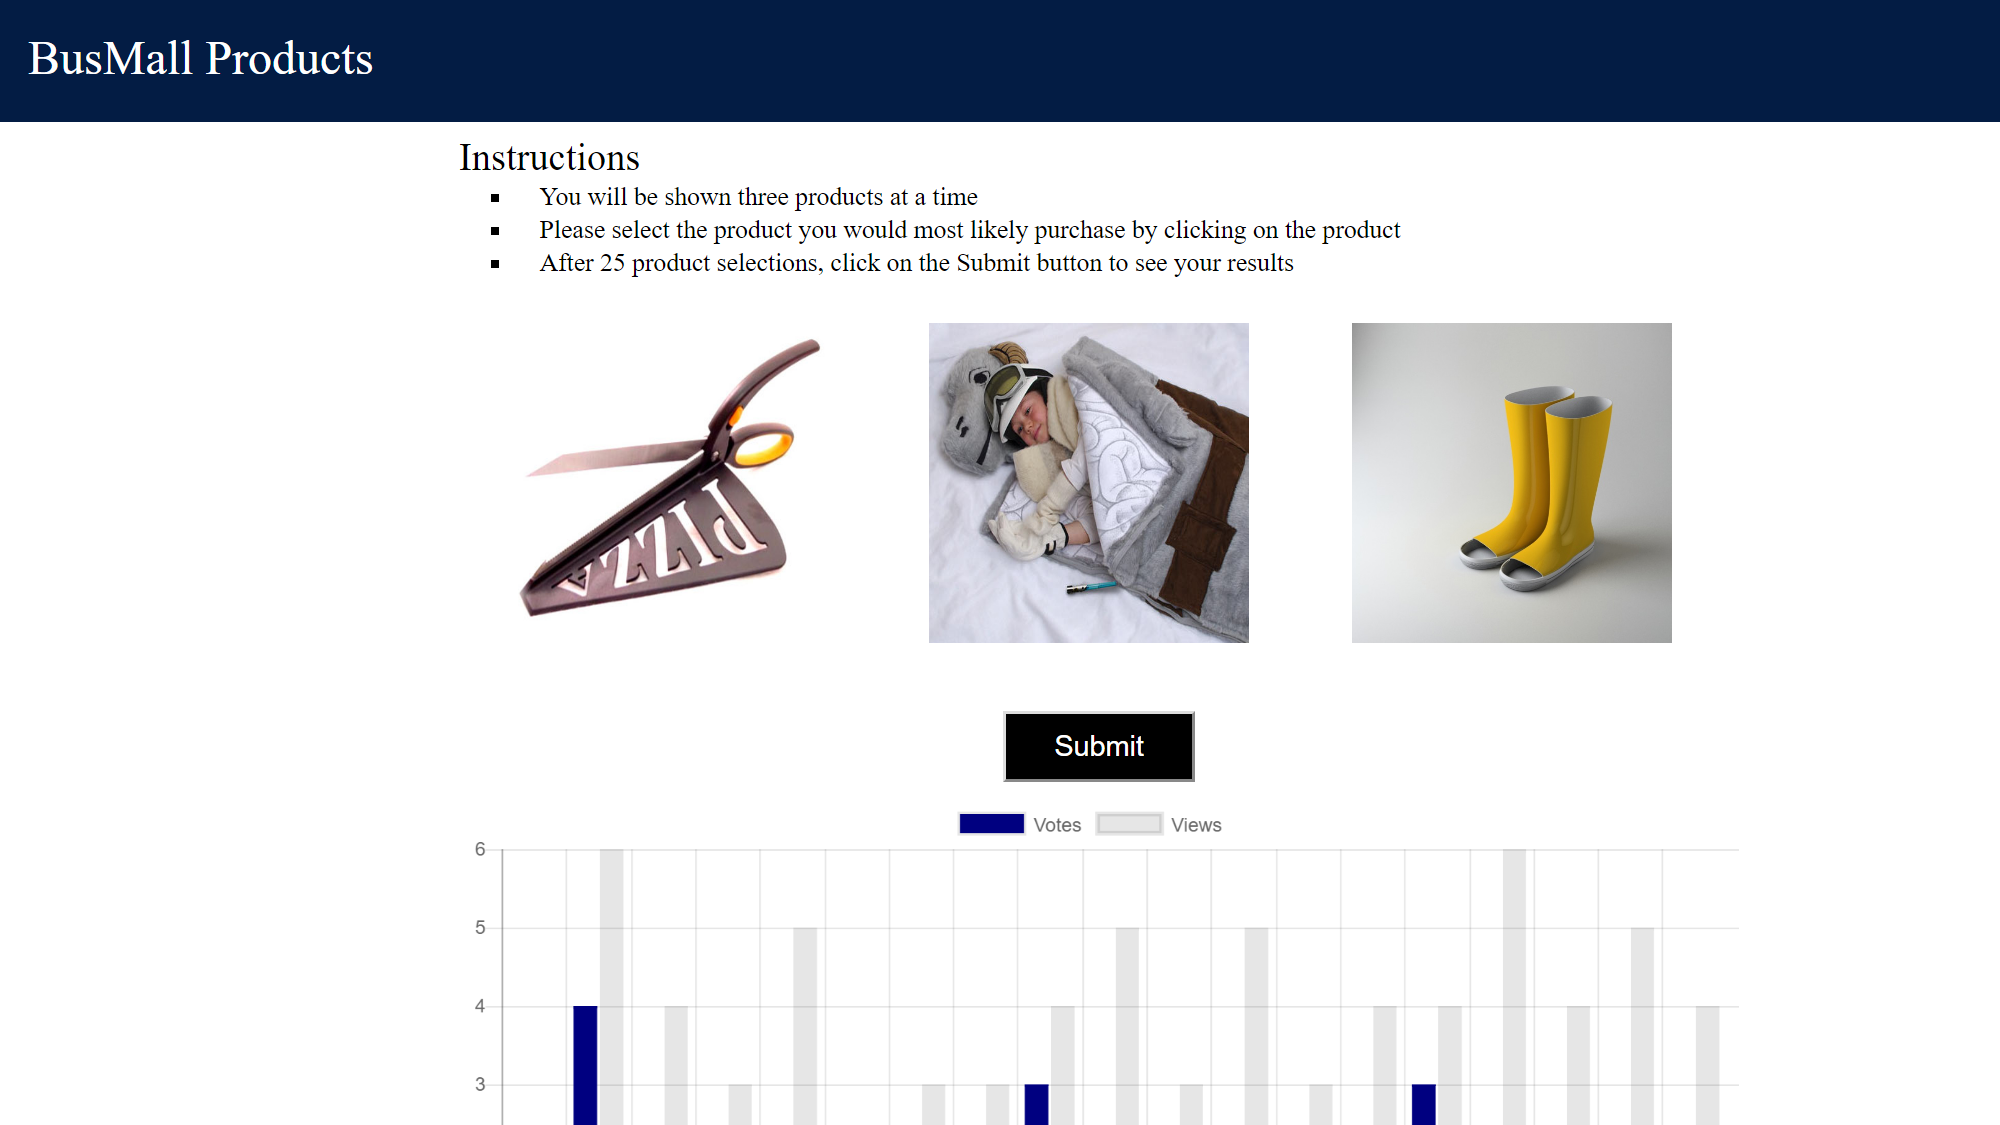 BusMall Products
Instructions
You will be shown three products at a time
Please select the product you would most likely purchase by clicking on the product
After 25 product selections, click on the Submit button to see your results
PIZZA
Submit
Votes Views
6
5
4
3